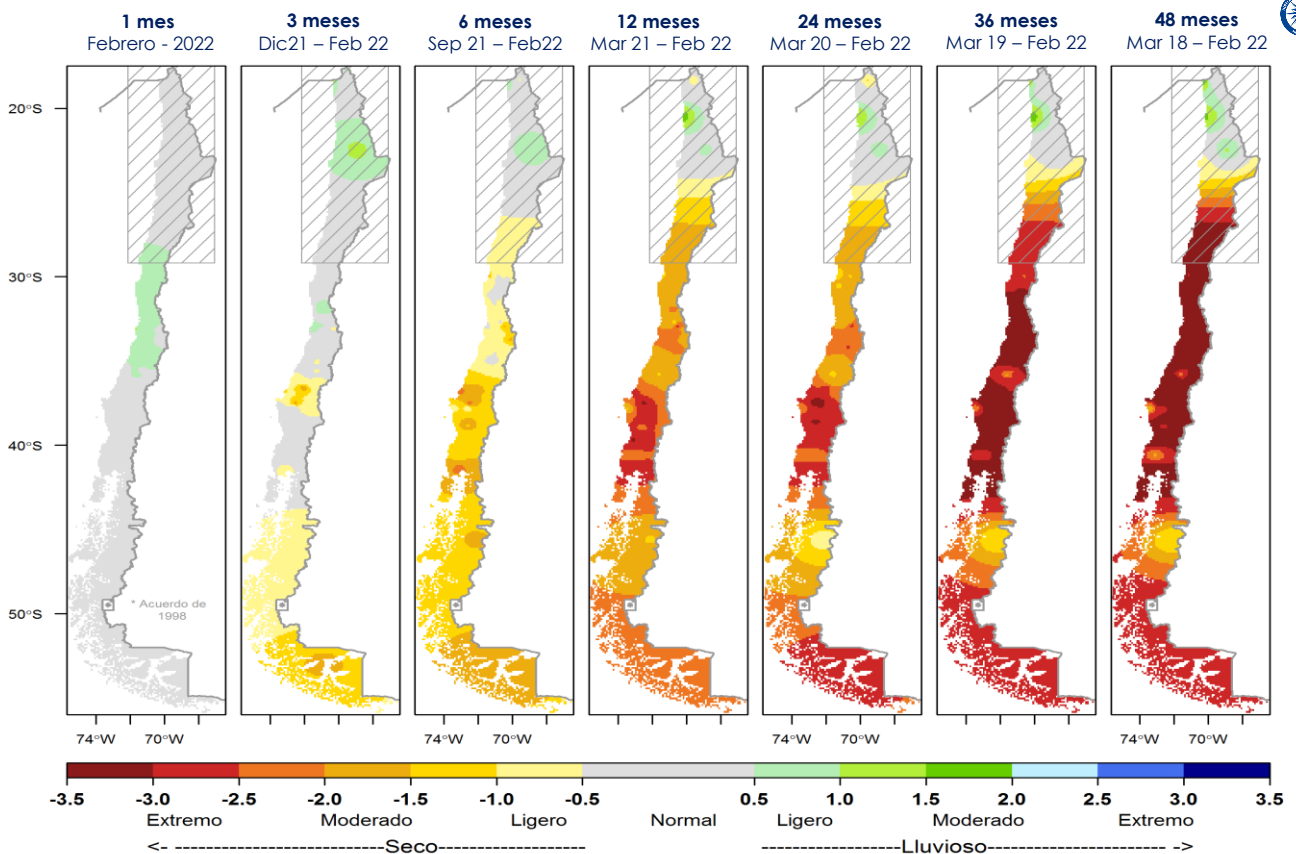 1 mes 3 meses 6 meses 12 meses 24 meses 36 meses 48 meses
Febrero - 2022 Dic21 – Feb 22 Sep 21 – Feb22 Mar 21 – Feb 22 Mar 20 – Feb 22 Mar 19 – Feb 22 Mar 18 – Feb 22
20°S
30°S
40°S
50°S
* Acuerdo de
1998
74°W 70°W 74°W 70°W 74°W 70°W 74°W 70°W
-3.5 -3.0 -2.5 -2.0 -1.5 -1.0 -0.5 0.5 1.0 1.5 2.0 2.5 3.0 3.5
Extremo Moderado Ligero Normal Ligero Moderado Extremo
<- --------------------------Seco---------------------- -----------------Lluvioso---------------------- ->